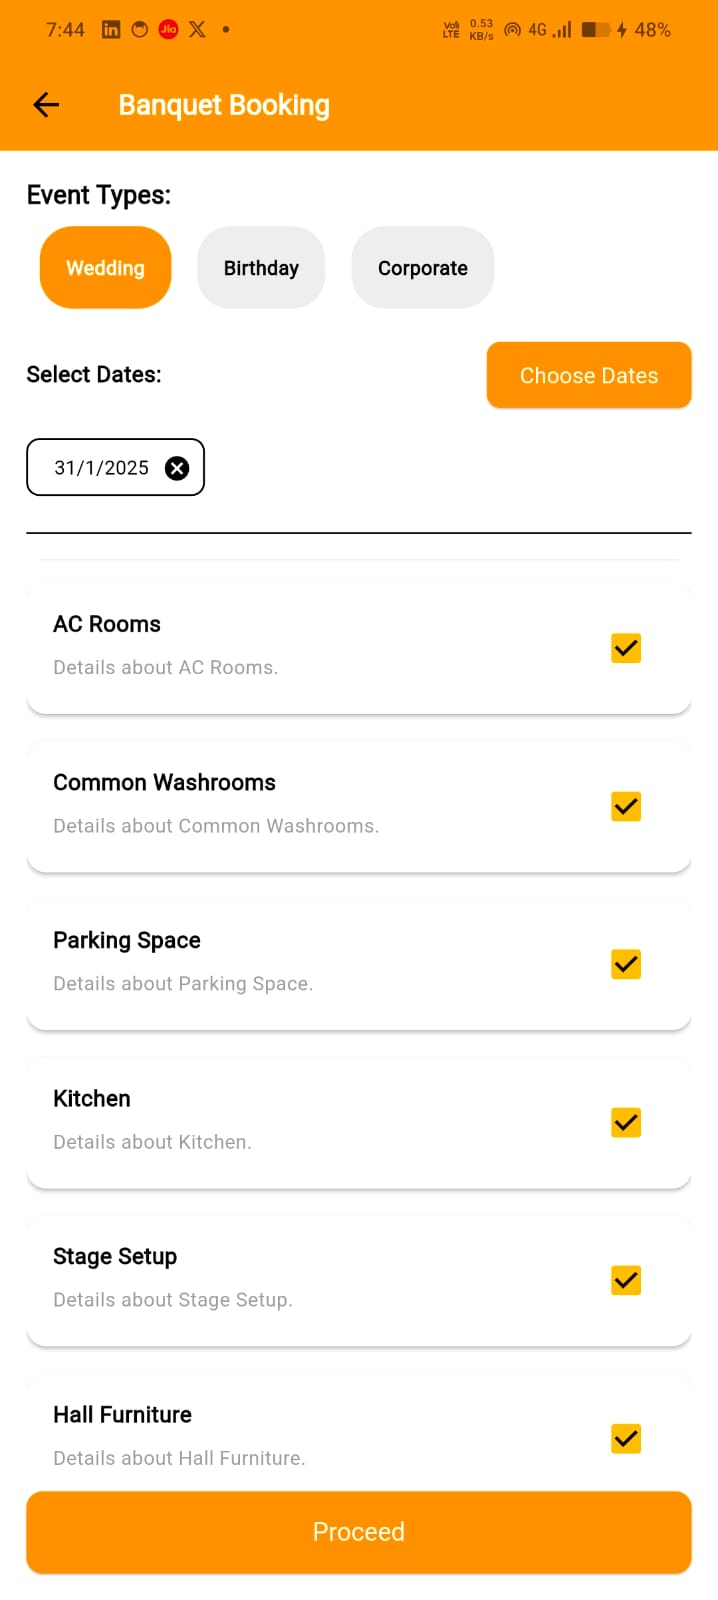 7:44 in Jio X • Vo)) LTE 0.53 KB/s 4G 48%
Banquet Booking
Event Types:
Wedding Birthday Corporate
Select Dates: Choose Dates
31/1/2025
AC Rooms
Details about AC Rooms.
Common Washrooms
Details about Common Washrooms.
Parking Space
Details about Parking Space.
Kitchen
Details about Kitchen.
Stage Setup
Details about Stage Setup.
Hall Furniture
Details about Hall Furniture.
Proceed